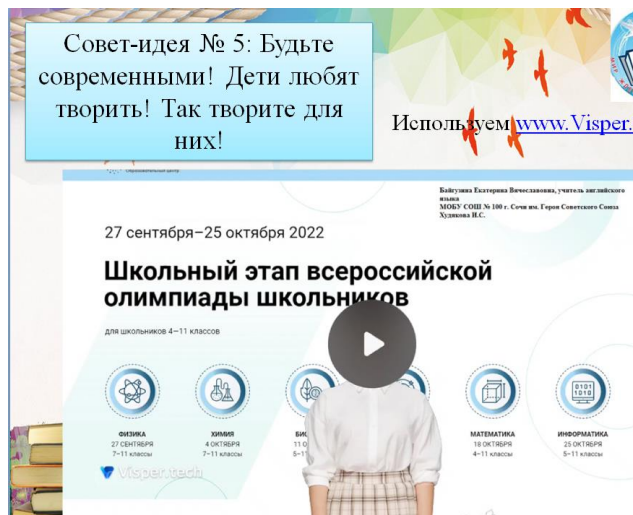 Совет-идея № 5: Будьте
современными! Дети любят
творить! Так творите для
них!
Используем www.Visper.
образовательный центр
Байгузина Екатерина Вячеславовна, учитель английского
языка
МОБУ СОШ № 100 г. Сочи им. Героя Советского Союза
Худякова И.С.
27 сентября–25 октября 2022
Школьный этап всероссийской
олимпиады школьников
для школьников 4–11 классов
ФИЗИКА
27 СЕНТЯБРЯ
7–11 классы
ХИМИЯ
4 ОКТЯБРЯ
7–11 классы
МАТЕМАТИКА
18 ОКТЯБРЯ
4–11 классы
ИНФОРМАТИКА
25 ОКТЯБРЯ
5–11 классы
Visper.tech